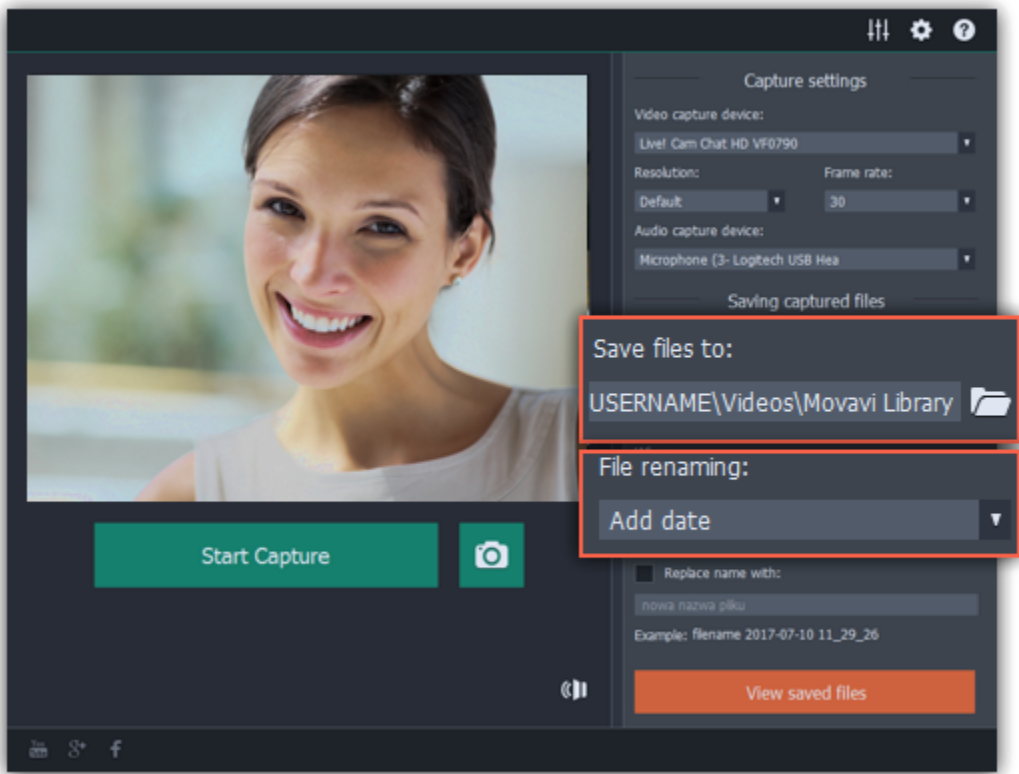 Capture settings
Video capture device:
Live! Cam Chat HD VF0790
Resolution: Frame rate:
Default 30
Audio capture device:
Microphone (3- Logitech USB Hea
Saving captured files
Save files to:
USERNAME\Videos\Movavi Library
File renaming:
Add date
Start Capture
Replace name with:
nowa nazwa pliku
Example: filename 2017-07-10 11_29_26
View saved files